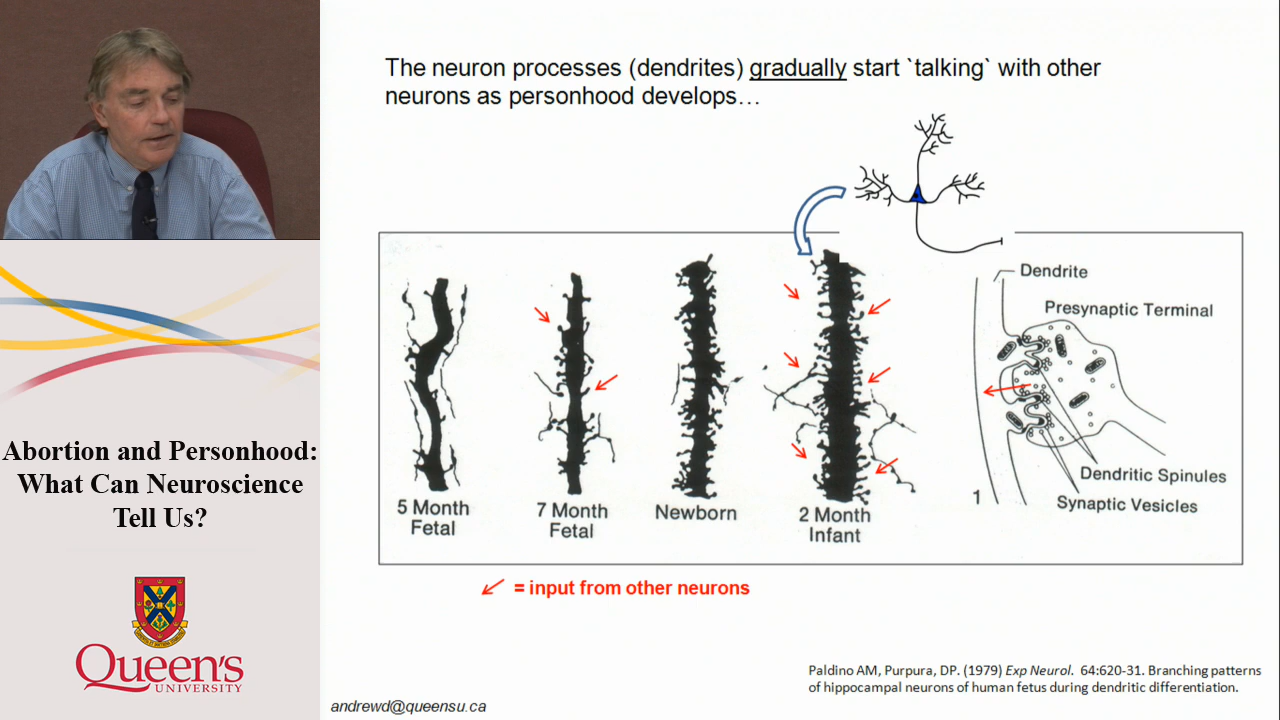 The neuron processes (dendrites) gradually start `talking` with other
neurons as personhood develops…
Dendrite
Presynaptic Terminal
Dendritic Spinules
Synaptic Vesicles
1
5 Month
Fetal
7 Month
Fetal
Newborn
2 Month
Infant
= input from other neurons
Paldino AM, Purpura, DP. (1979) Exp Neurol. 64:620-31. Branching patterns
of hippocampal neurons of human fetus during dendritic differentiation.
andrewd@queensu.ca
Abortion and Personhood:
What Can Neuroscience
Tell Us?
Queen's
UNIVERSITY